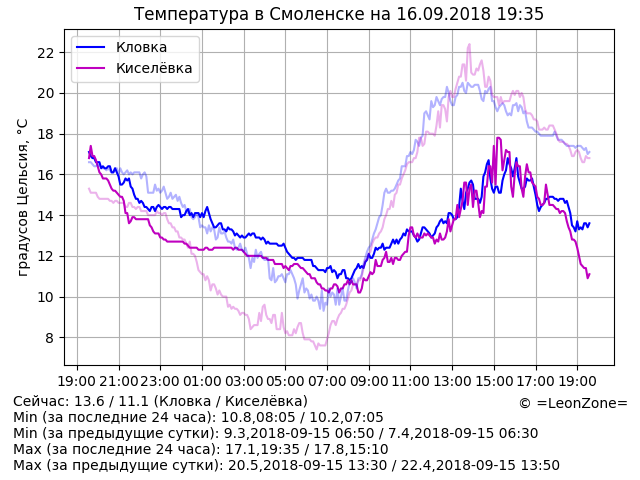 Температура в Смоленске на 16.09.2018 19:35
Кловка
Киселёвка
градусов Цельсия, °C
22
20
18
16
14
12
10
8
19:00 21:00 23:00 01:00 03:00 05:00 07:00 09:00 11:00 13:00 15:00 17:00 19:00
Сейчас: 13.6 / 11.1 (Кловка / Киселёвка)
© =LeonZone=
Min (за последние 24 часа): 10.8,08:05 / 10.2,07:05
Min (за предыдущие сутки): 9.3,2018-09-15 06:50 / 7.4,2018-09-15 06:30
Max (за последние 24 часа): 17.1,19:35 / 17.8,15:10
Max (за предыдущие сутки): 20.5,2018-09-15 13:30 / 22.4,2018-09-15 13:50